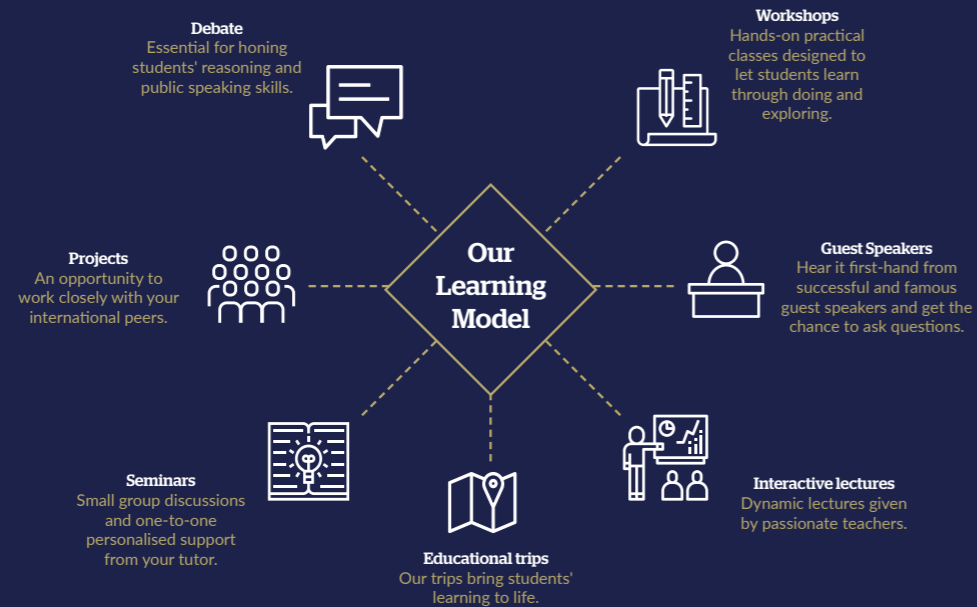 Debate
Essential for honing
students' reasoning and
public speaking skills.
Workshops
Hands-on practical
classes designed to
let students learn
through doing and
exploring.
Projects
An opportunity to
work closely with your
international peers.
Our
Learning
Model
Guest Speakers
Hear it first-hand from
successful and famous
guest speakers and get the
chance to ask questions.
Seminars
Small group discussions
and one-to-one
personalised support
from your tutor.
Educational trips
Our trips bring students'
learning to life.
Interactive lectures
Dynamic lectures given
by passionate teachers.